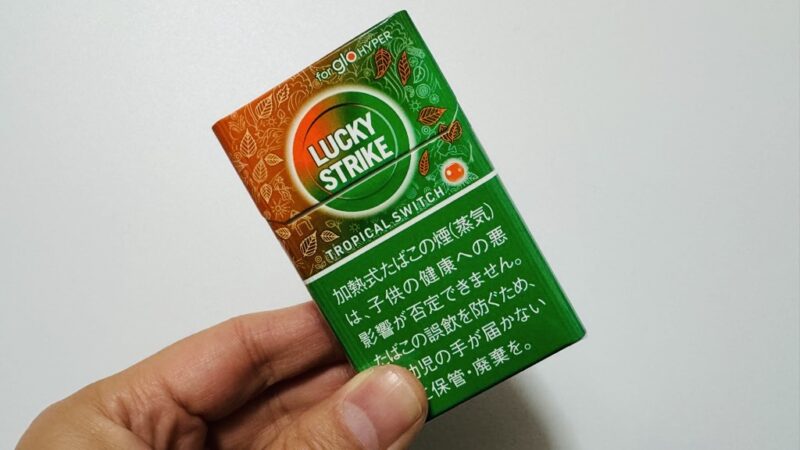 for glo HYPER
LUCKY
STRIKE
TROPICAL SWITCH
加熱式たばこの煙(蒸気)
は、子供の健康への悪
影響が否定できません。
たばこの誤飲を防ぐため、
幼児の手が届かない
に保管・廃棄を。